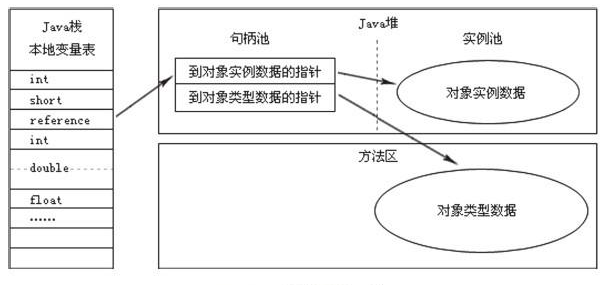 Java栈
本地变量表
int
short
reference
int
double
float
......
Java堆
句柄池
实例池
到对象实例数据的指针
到对象类型数据的指针
对象实例数据
方法区
对象类型数据